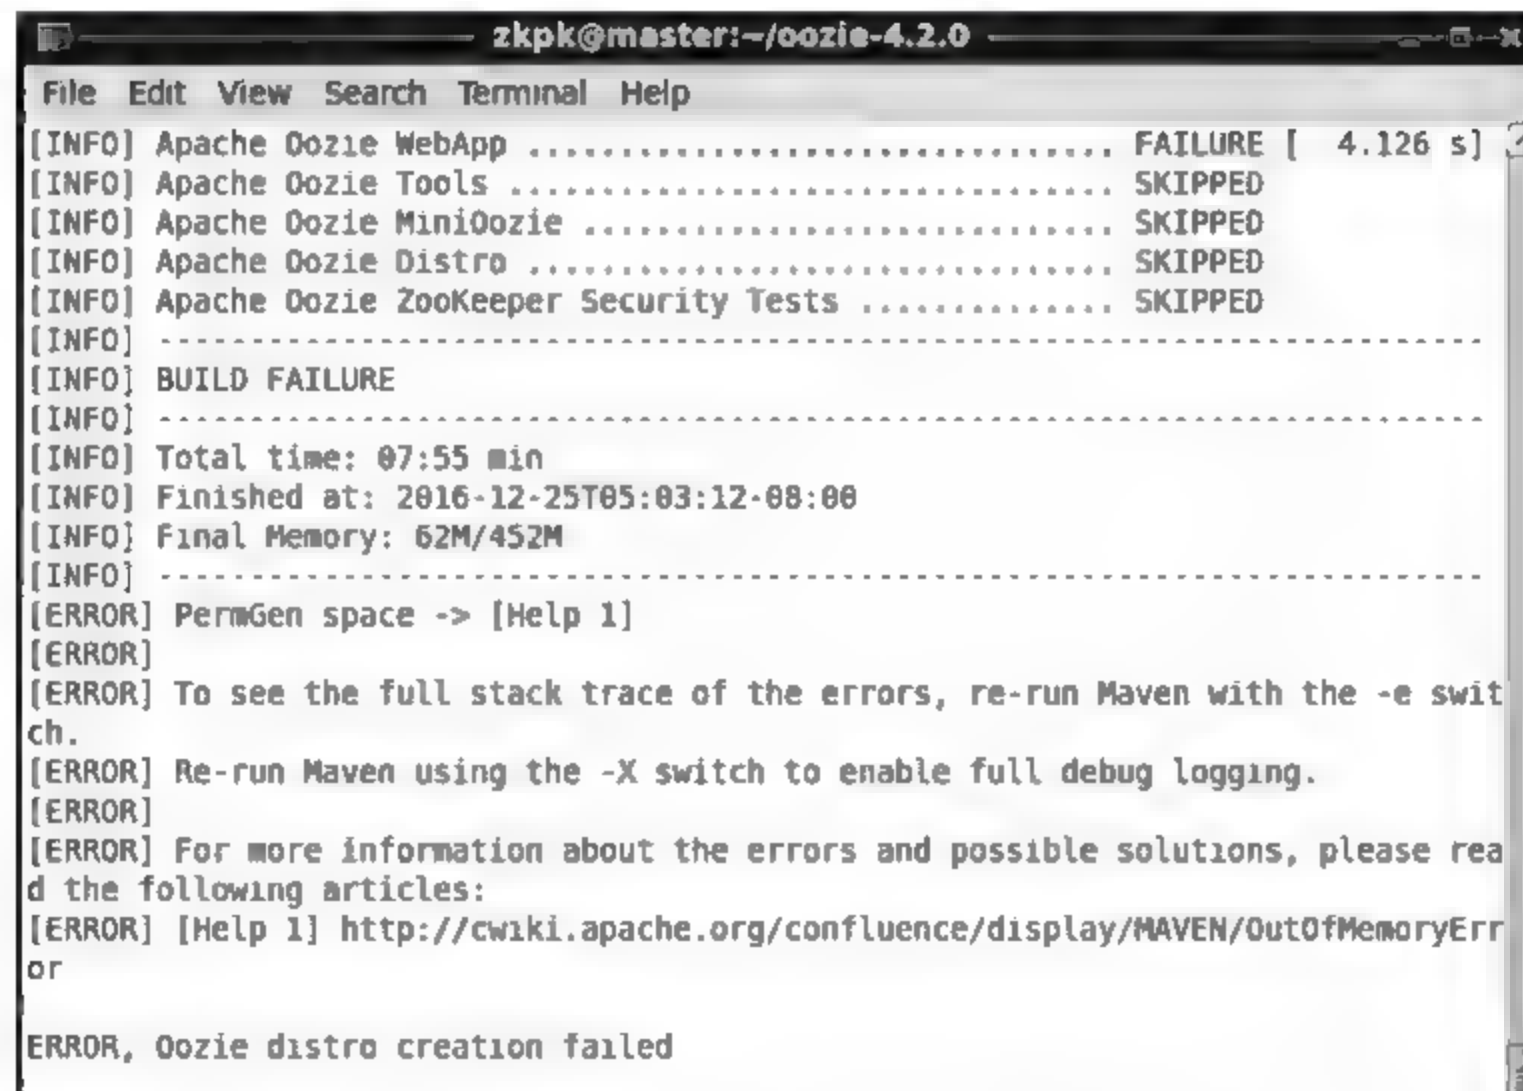 zkpk@master:~/oozie-4.2.0
File Edit View Search Terminal Help
[INFO] Apache Oozie WebApp ................................ FAILURE [  4.126 s]
[INFO] Apache Oozie Tools ................................. SKIPPED
[INFO] Apache Oozie MiniOozie ............................. SKIPPED
[INFO] Apache Oozie Distro ................................ SKIPPED
[INFO] Apache Oozie ZooKeeper Security Tests .............. SKIPPED
[INFO] ------------------------------------------------------------------------
[INFO] BUILD FAILURE
[INFO] ------------------------------------------------------------------------
[INFO] Total time: 07:55 min
[INFO] Finished at: 2016-12-25T05:03:12-08:00
[INFO] Final Memory: 62M/452M
[INFO] ------------------------------------------------------------------------
[ERROR] PermGen space -> [Help 1]
[ERROR]
[ERROR] To see the full stack trace of the errors, re-run Maven with the -e swit
ch.
[ERROR] Re-run Maven using the -X switch to enable full debug logging.
[ERROR]
[ERROR] For more information about the errors and possible solutions, please rea
d the following articles:
[ERROR] [Help 1] http://cwiki.apache.org/confluence/display/MAVEN/OutOfMemoryErr
or
ERROR, Oozie distro creation failed